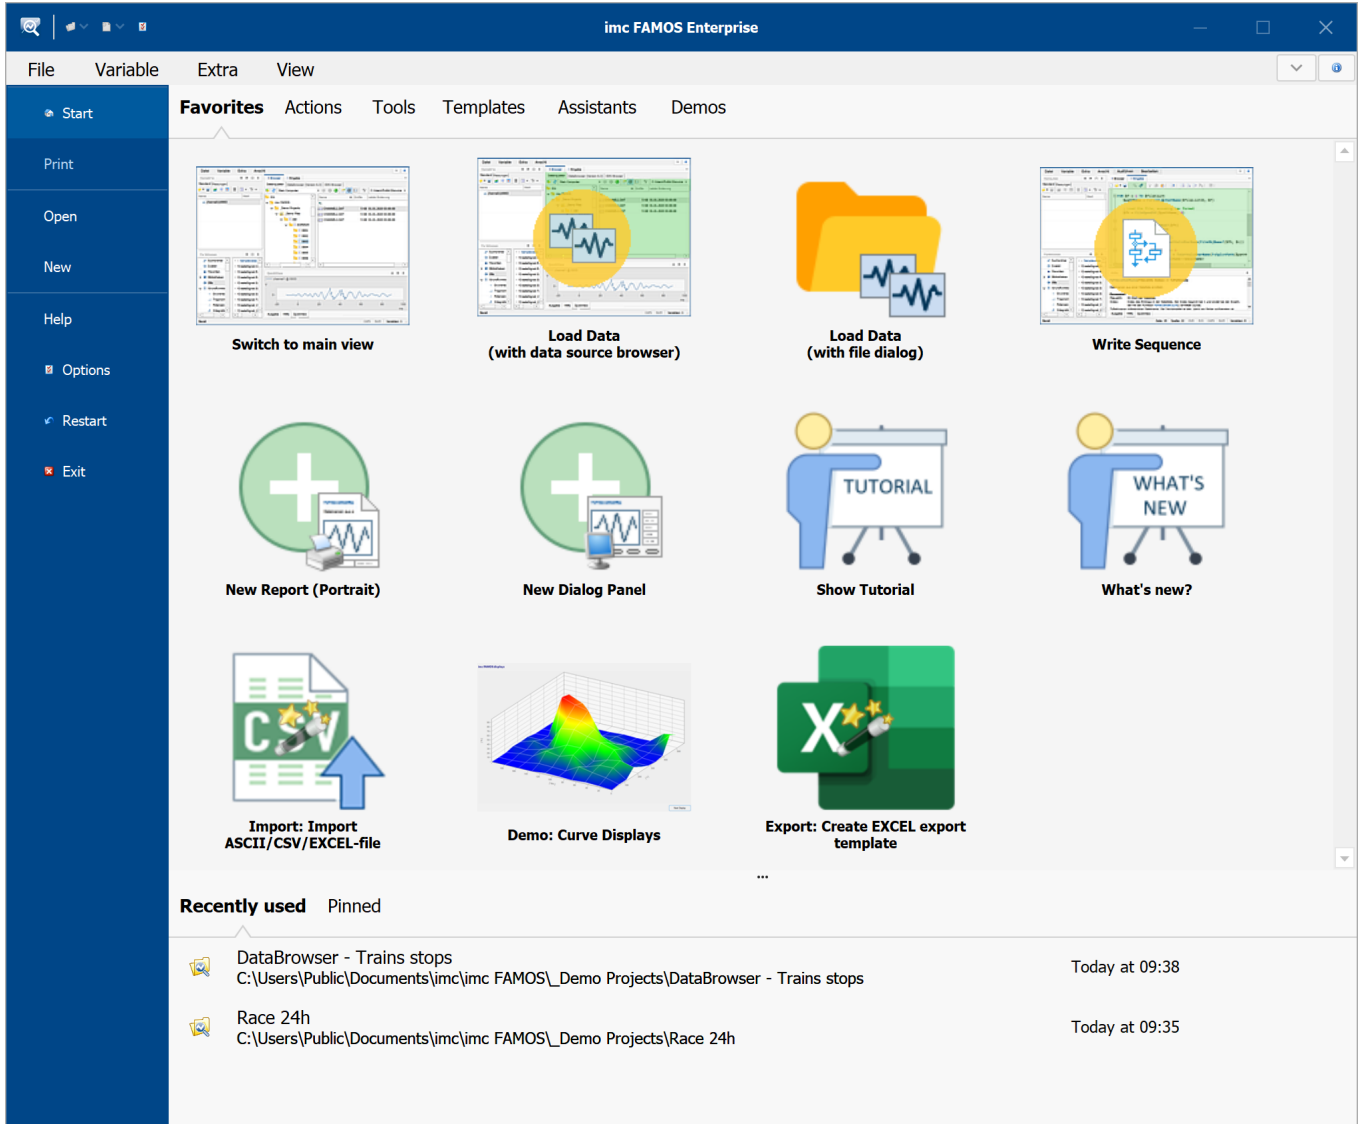 imc FAMOS Enterprise
File Variable Extra View
Start
Print
Open
New
Help
Options
Restart
Exit
Favorites Actions Tools Templates Assistants Demos
Switch to main view
Load Data
(with data source browser)
Load Data
(with file dialog)
Write Sequence
TUTORIAL
WHAT'S
NEW
New Report (Portrait)
New Dialog Panel
Show Tutorial
What's new?
CSV
X
Import: Import
ASCII/CSV/EXCEL-file
Demo: Curve Displays
Export: Create EXCEL export
template
...
Recently used Pinned
DataBrowser - Trains stops
C:\Users\Public\Documents\imc\imc FAMOS\_Demo Projects\DataBrowser - Trains stops
Today at 09:38
Race 24h
C:\Users\Public\Documents\imc\imc FAMOS\_Demo Projects\Race 24h
Today at 09:35